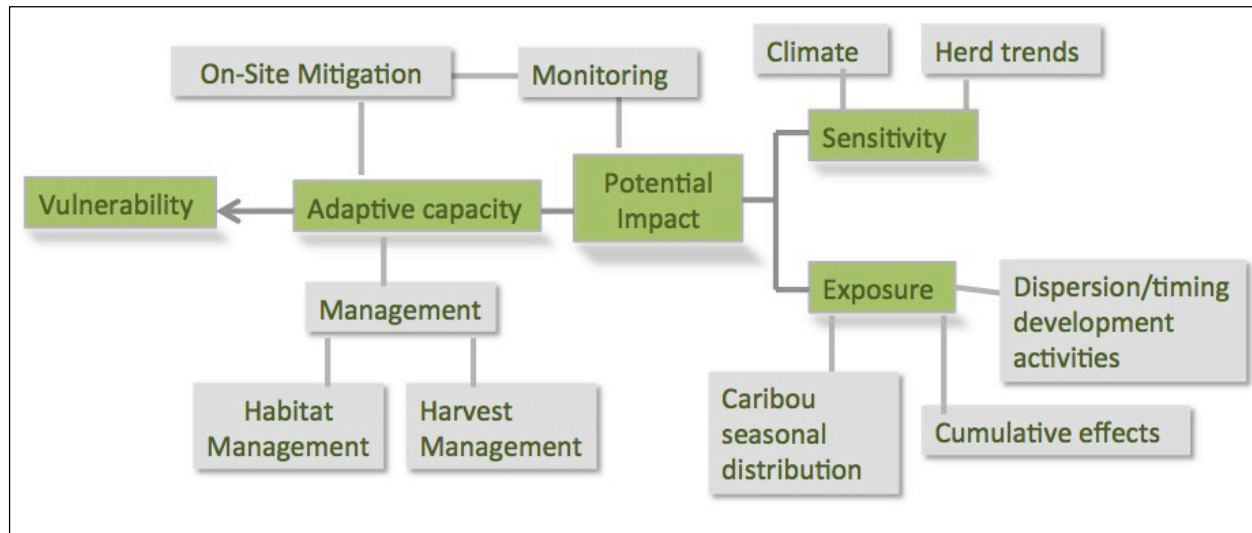 Climate
Herd trends
On-Site Mitigation
Monitoring
Sensitivity
Potential
Impact
Vulnerability
Adaptive capacity
Exposure
Dispersion/timing
development
activities
Management
Habitat
Management
Harvest
Management
Caribou
seasonal
distribution
Cumulative effects